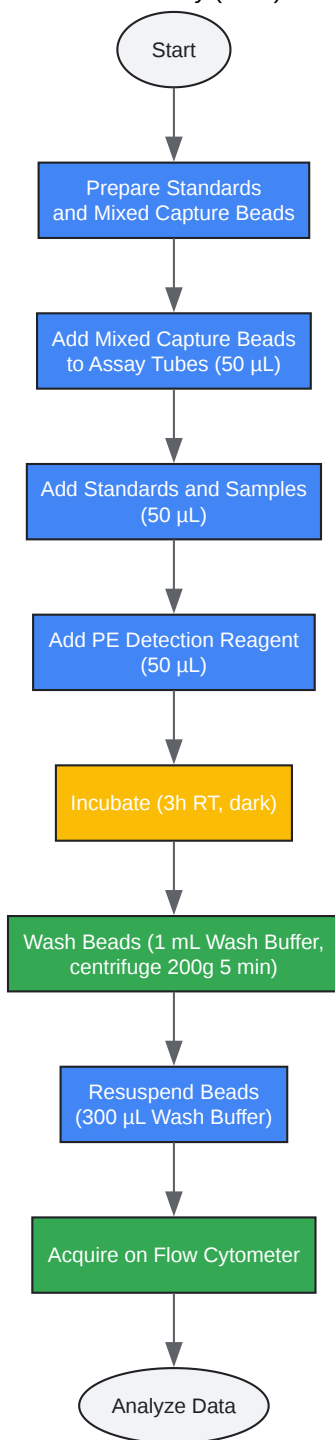 Start
Prepare Standards
and Mixed Capture Beads
Add Mixed Capture Beads
to Assay Tubes (50 µL)
Add Standards and Samples
(50 µL)
Add PE Detection Reagent
(50 µL)
Incubate (3h RT, dark)
Wash Beads (1 mL Wash Buffer,
centrifuge 200g 5 min)
Resuspend Beads
(300 µL Wash Buffer)
Acquire on Flow Cytometer
Analyze Data